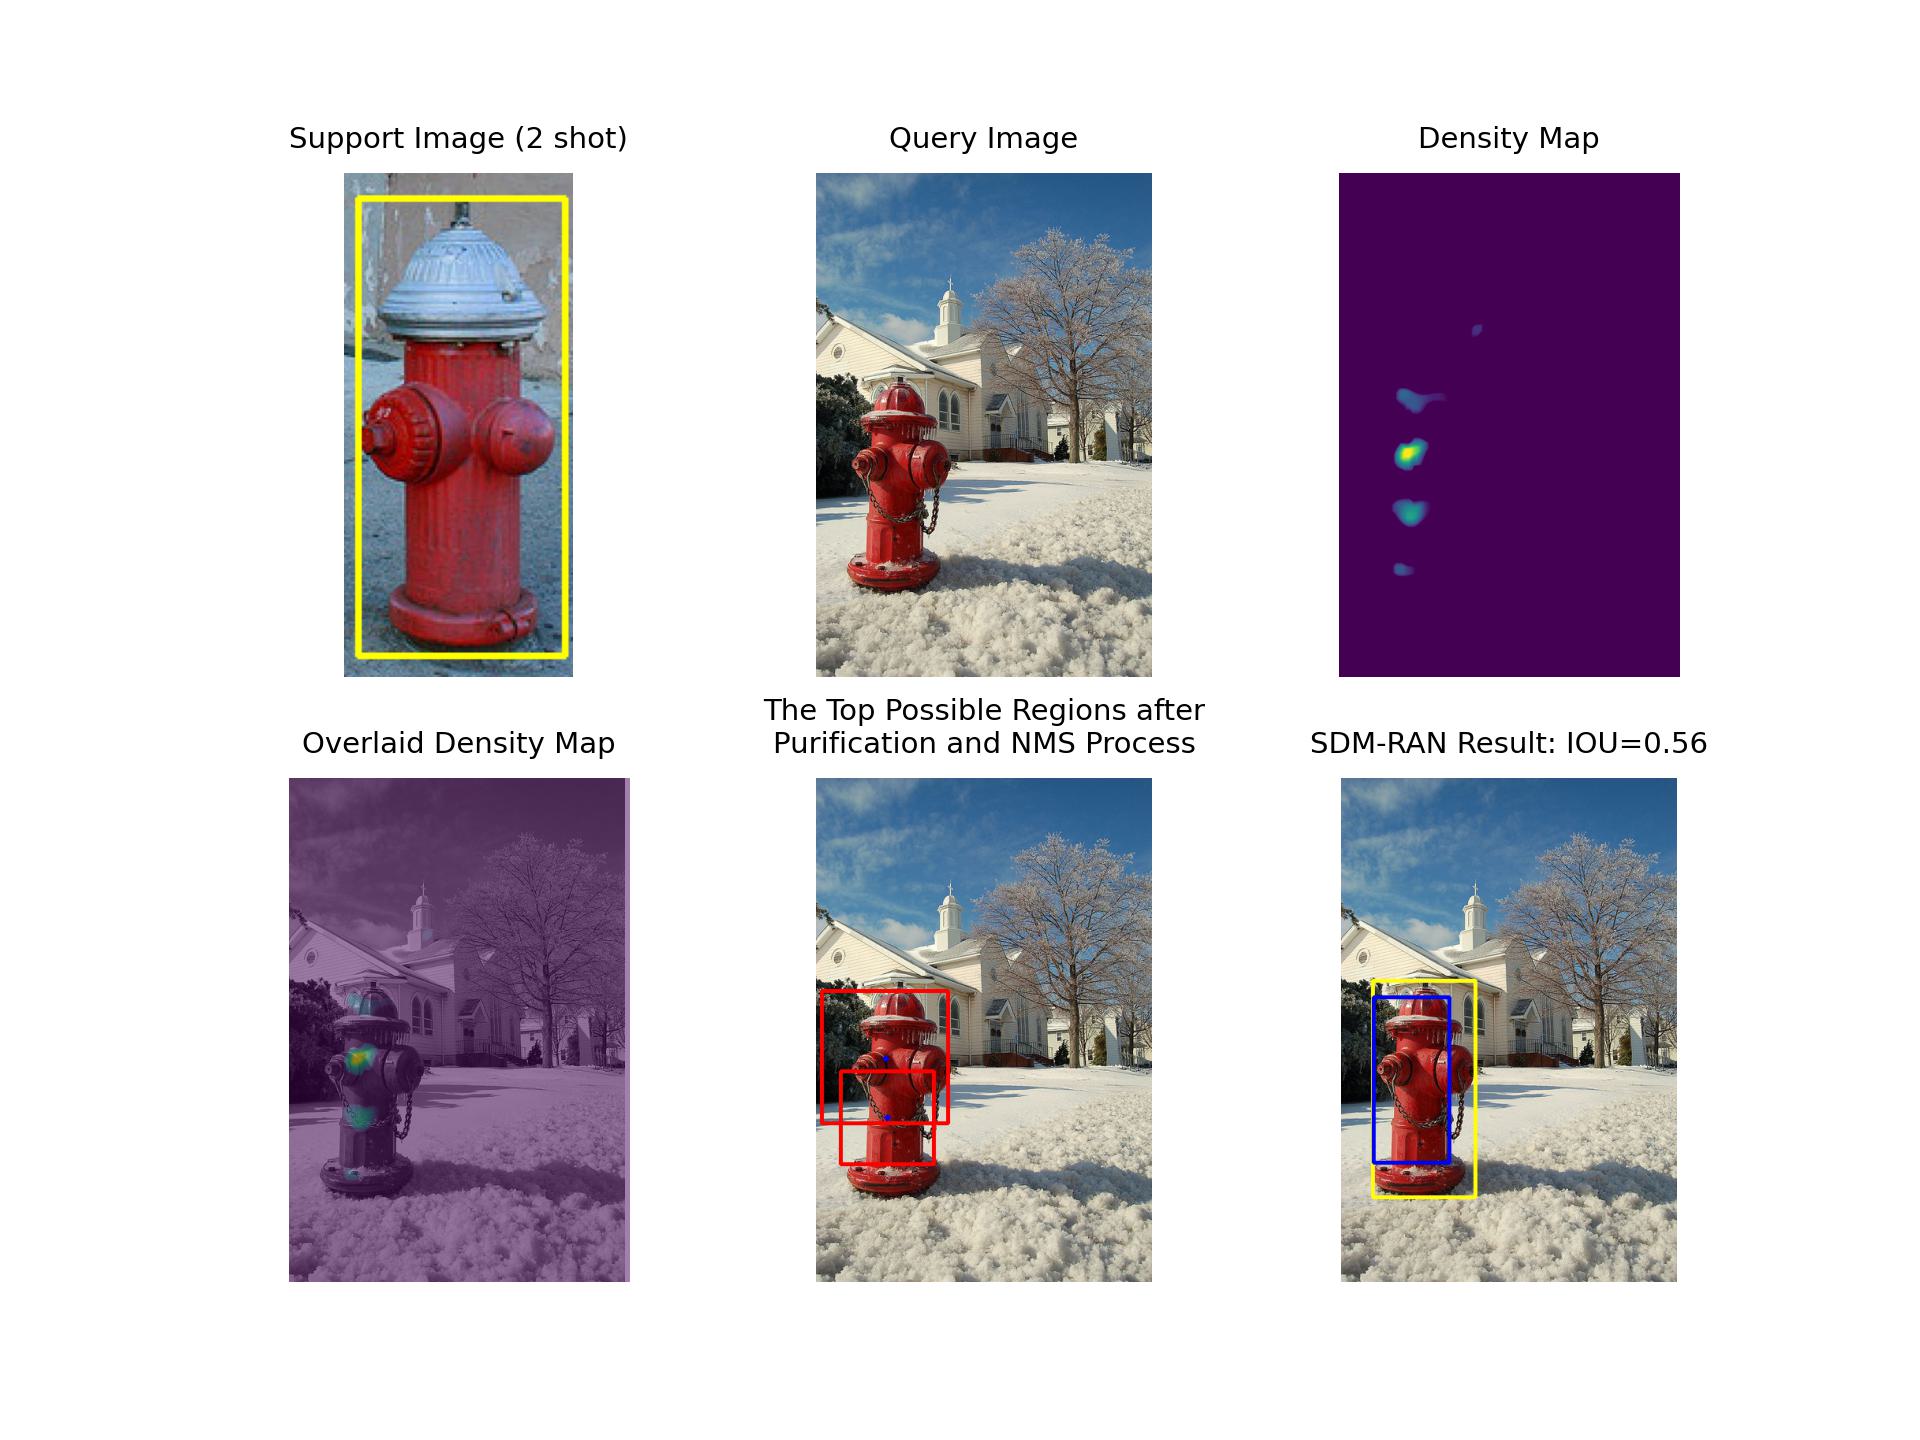 Support Image (2 shot)
Query Image
Density Map
Overlaid Density Map
The Top Possible Regions after
Purification and NMS Process
SDM-RAN Result: IOU=0.56